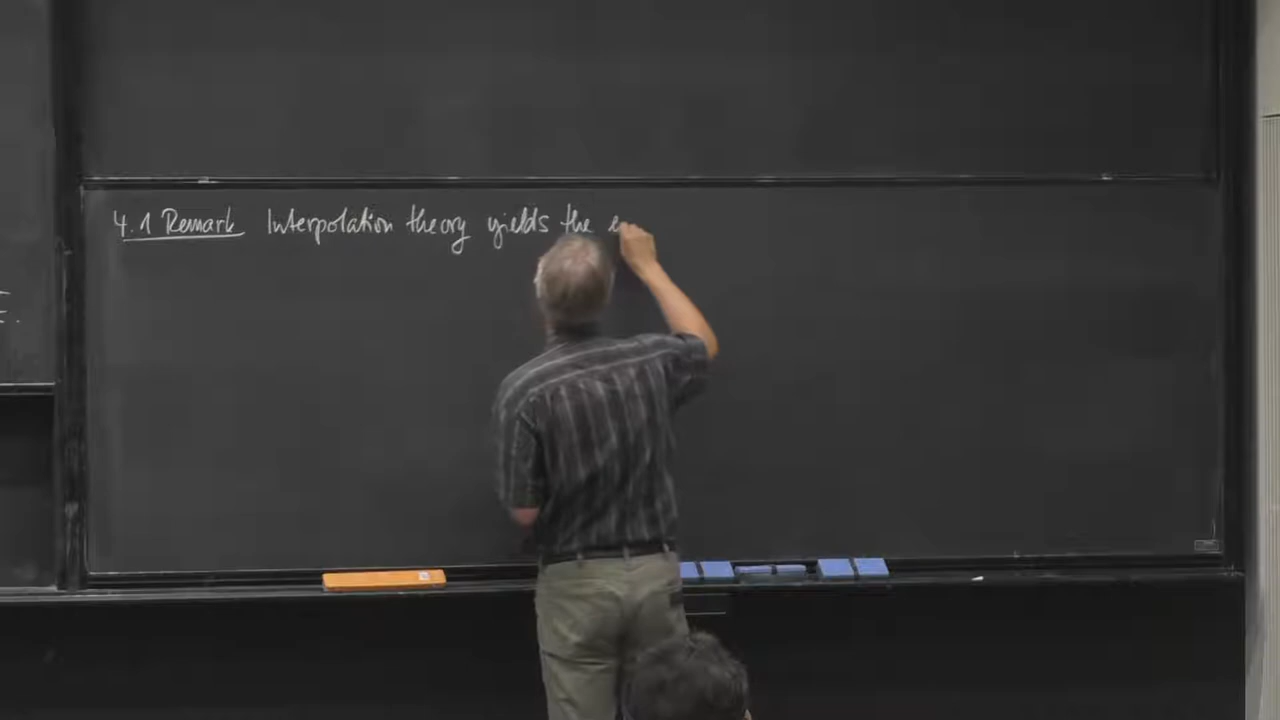 4.1 Remark Interpolation theory yields the e
E.